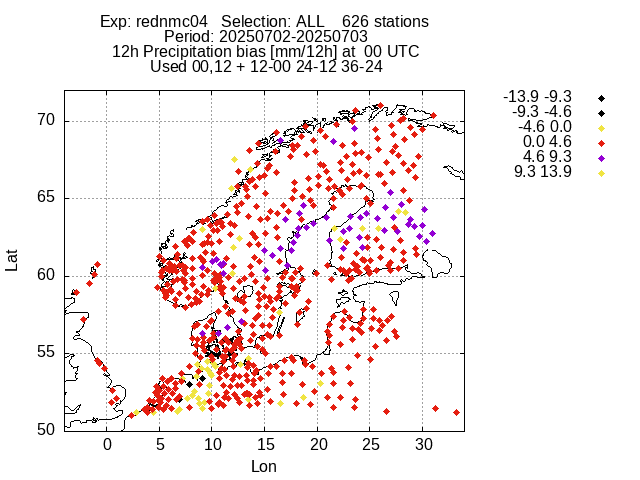 Exp: rednmc04   Selection: ALL    626 stations
Period: 20250702-20250703
12h Precipitation bias [mm/12h] at  00 UTC
Used 00,12 + 12-00 24-12 36-24
-13.9 -9.3
-9.3 -4.6
-4.6 0.0
0.0 4.6
4.6 9.3
9.3 13.9
70
65
60
55
50
Lat
0 5 10 15 20 25 30
Lon